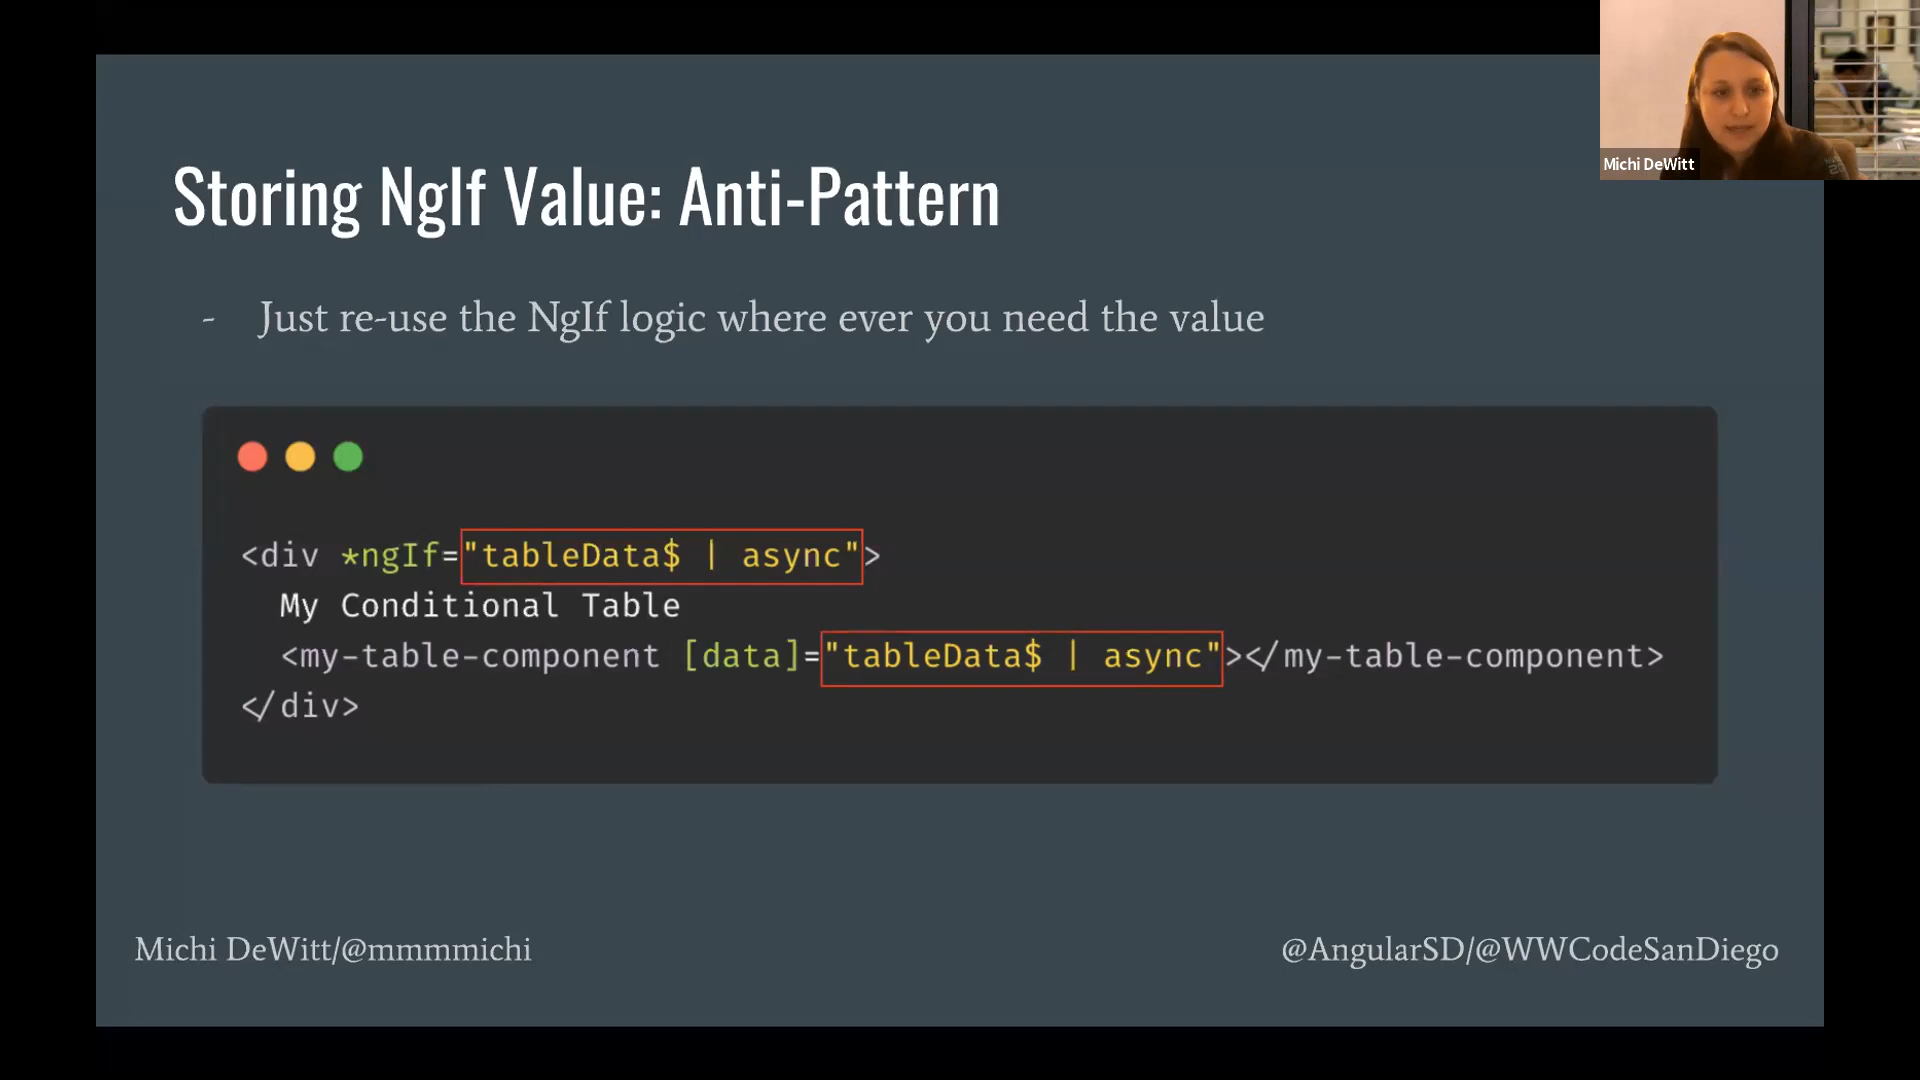 Michi DeWitt
Storing NgIf Value: Anti-Pattern
- Just re-use the NgIf logic where ever you need the value
<div *ngIf="tableData$ | async">
My Conditional Table
<my-table-component [data]="tableData$ | async"></my-table-component>
</div>
Michi DeWitt/@mmmmichi
@AngularSD/@WWCodeSanDiego